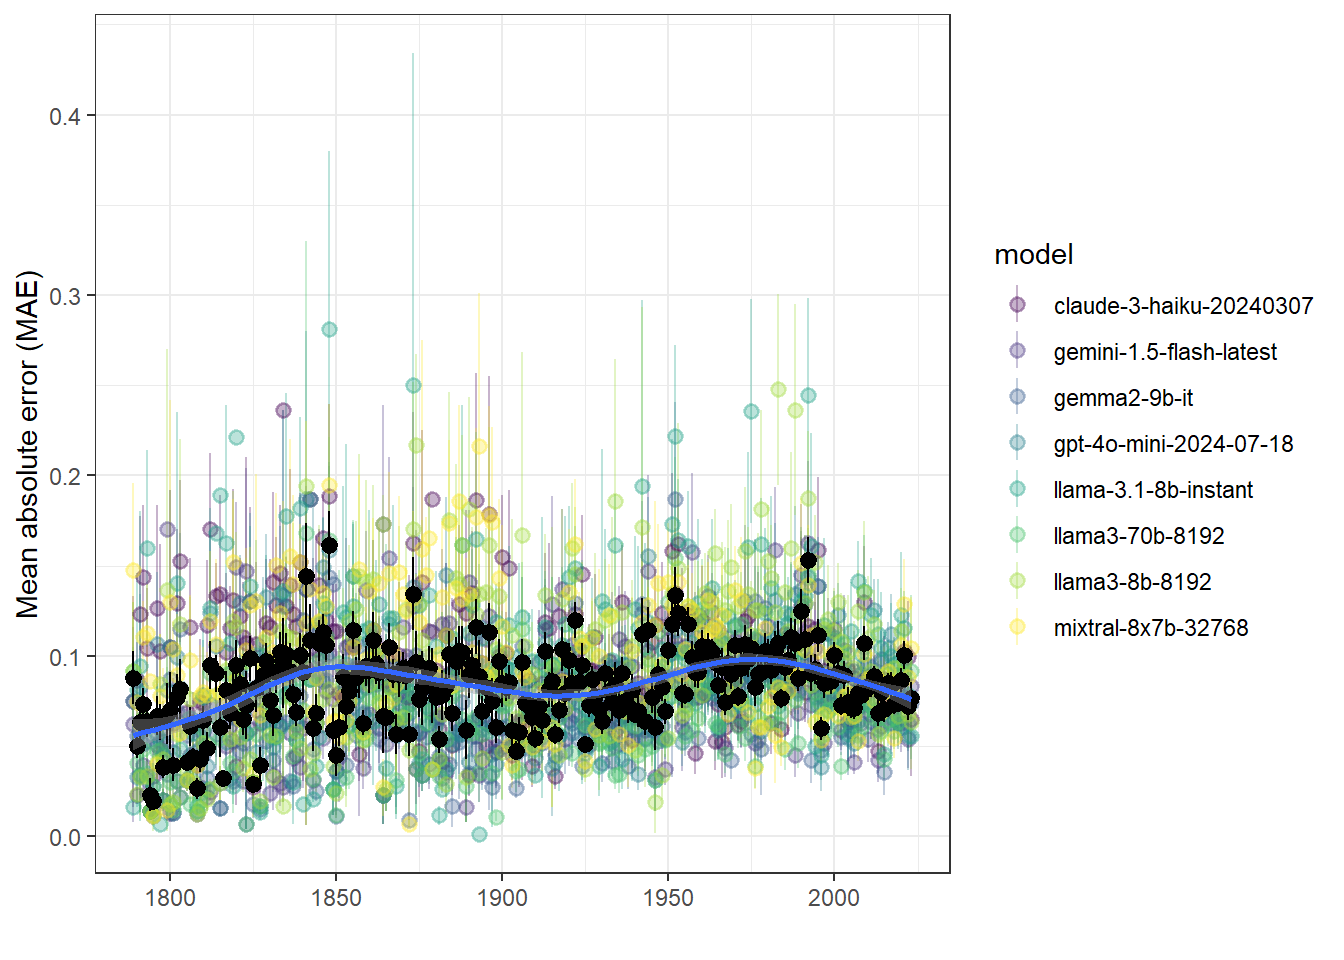 Mean absolute error (MAE)
0.4
0.3
0.2
0.1
0.0
1800
1850
1900
1950
2000
model
claude-3-haiku-20240307
gemini-1.5-flash-latest
gemma2-9b-it
gpt-4o-mini-2024-07-18
llama-3.1-8b-instant
llama3-70b-8192
llama3-8b-8192
mixtral-8x7b-32768